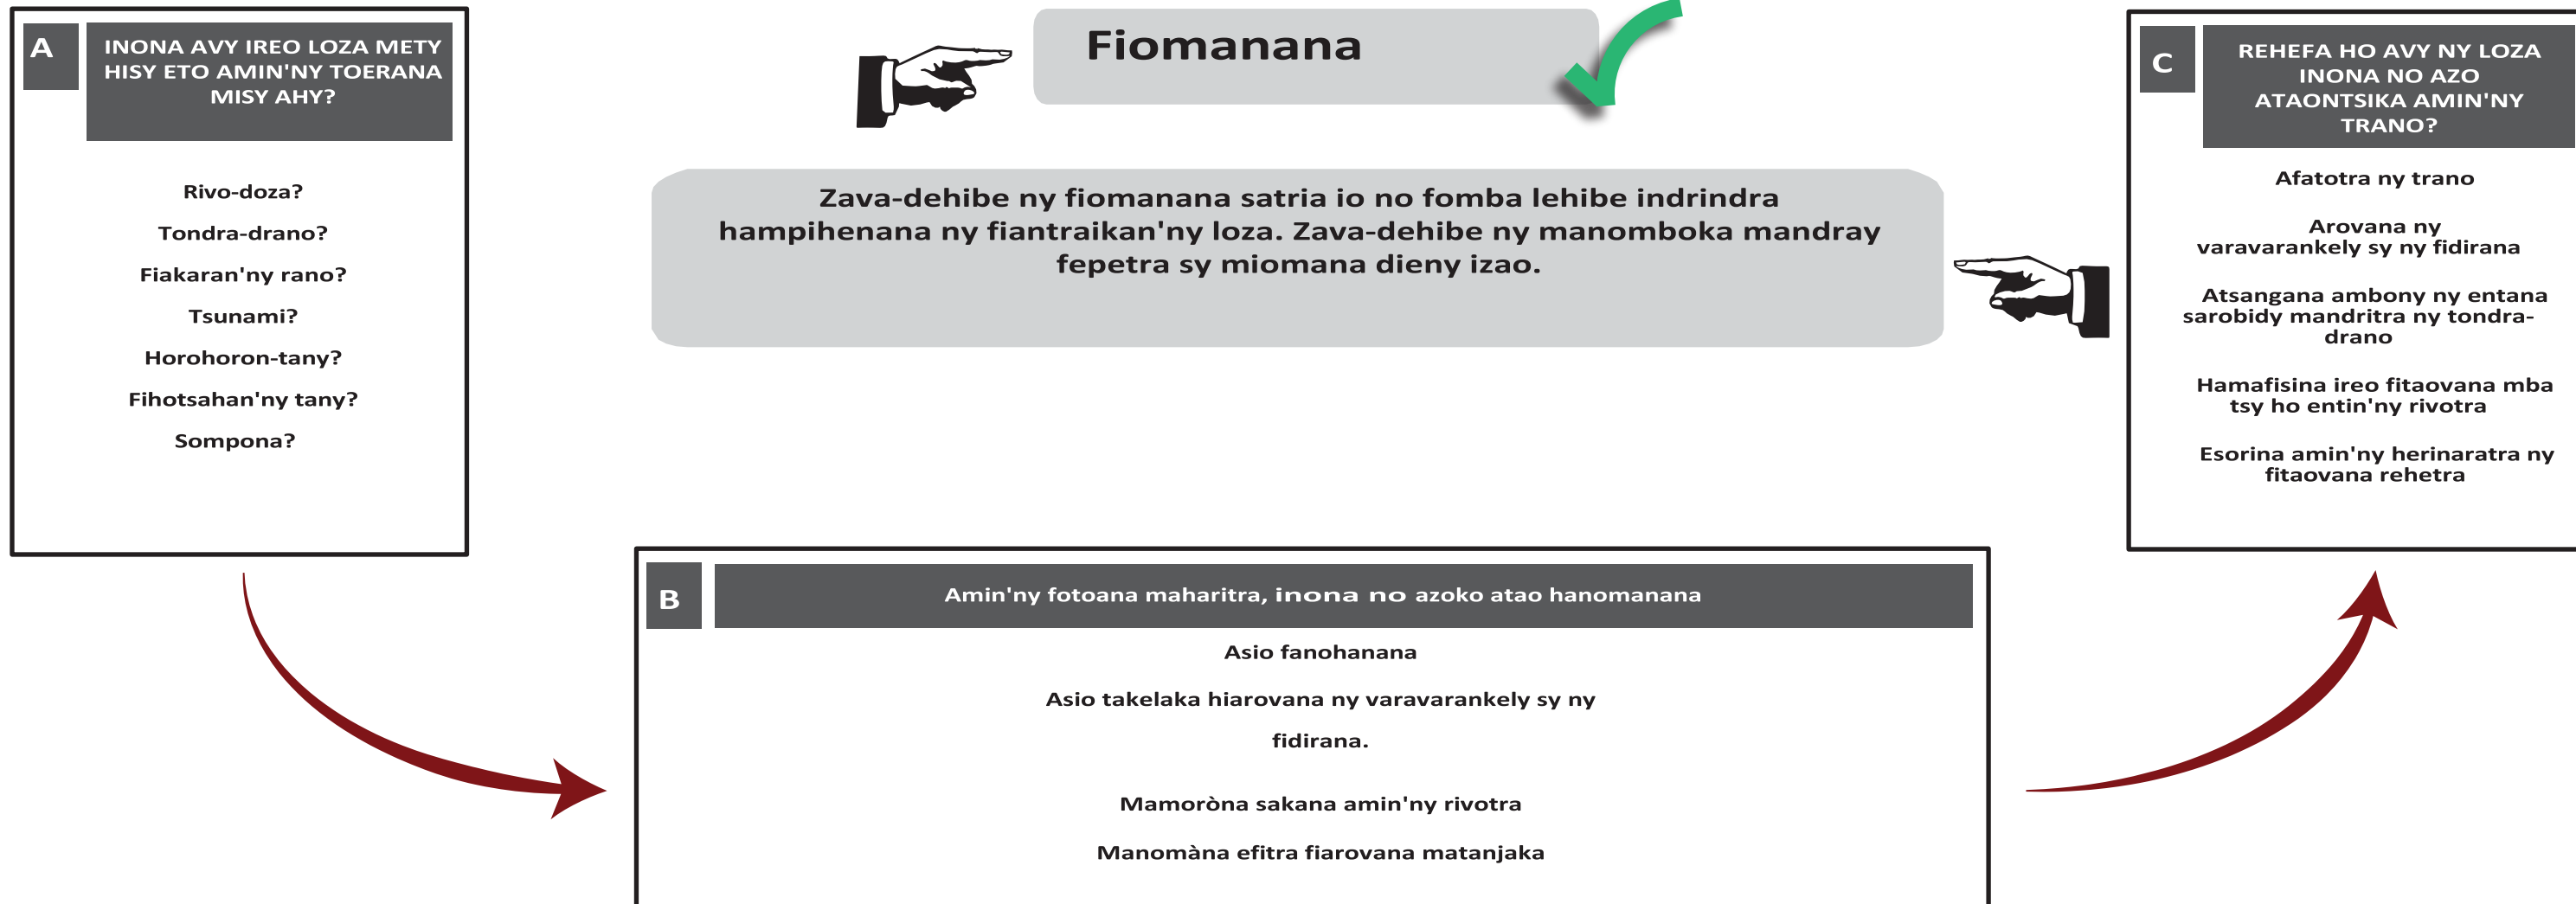 Fiomanana
Zava-dehibe ny fiomanana satria io no fomba lehibe indrindra
hampihenana ny fiantraikan'ny loza. Zava-dehibe ny manomboka mandray
fepetra sy miomana dieny izao.
A
INONA AVY IREO LOZA METY
HISY ETO AMIN'NY TOERANA
MISY AHY?
Rivo-doza?
Tondra-drano?
Fiakaran'ny rano?
Tsunami?
Horohoron-tany?
Fihotsahan'ny tany?
Sompona?
B
Amin'ny fotoana maharitra, inona no azoko atao hanomanana
Asio fanohanana
Asio takelaka hiarovana ny varavarankely sy ny
fidirana.
Mamoròna sakana amin'ny rivotra
Manomàna efitra fiarovana matanjaka
C
REHEFA HO AVY NY LOZA
INONA NO AZO
ATAONTSIKA AMIN'NY
TRANO?
Afatotra ny trano
Arovana ny
varavarankely sy ny fidirana
Atsangana ambony ny entana
sarobidy mandritra ny tondra-
drano
Hamafisina ireo fitaovana mba
tsy ho entin'ny rivotra
Esorina amin'ny herinaratra ny
fitaovana rehetra